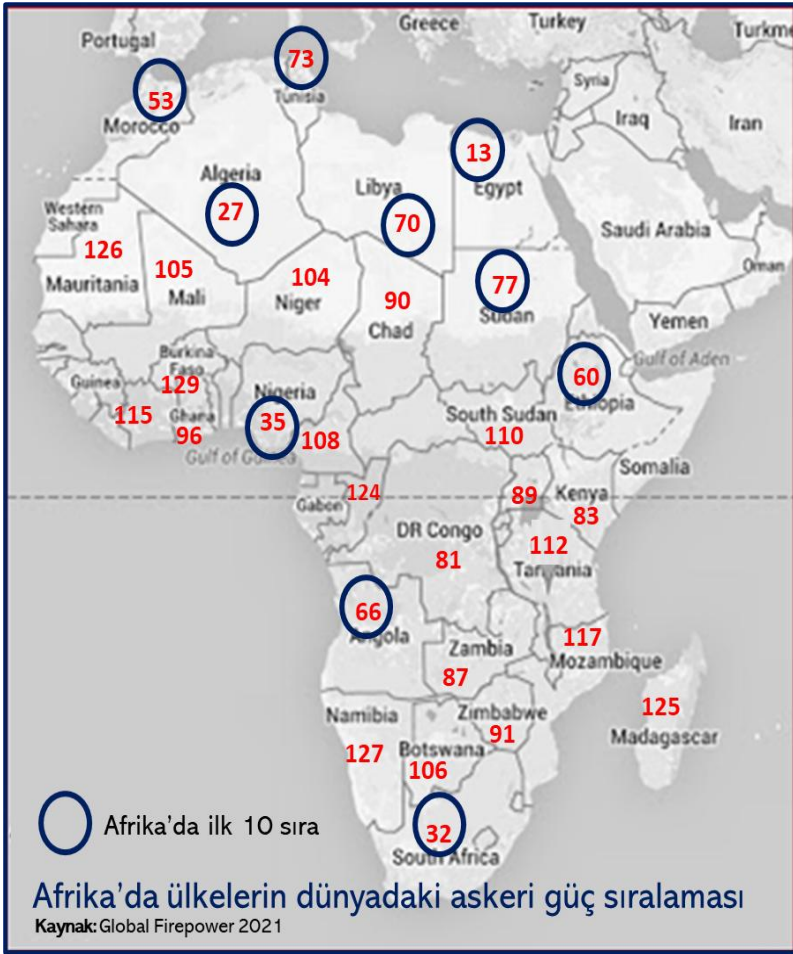 Greece
Turkey
Turkme
Portugal
73
Tunisia
Syria
53
Morocco
Iraq
Iran
13
Egypt
Algeria
27
Libya
70
Western
Sahara
126
Mauritania
105
Mali
104
Niger
90
Chad
77
Sudan
Saudi Arabia
Oman
Yemen
Gulf of Aden
Burkina
Faso
129
Guinea
115
Ghana
96
Nigeria
35
Gulf of Guinea
108
South Sudan
110
60
Ethiopia
Somalia
124
Gabon
89
Kenya
83
DR Congo
81
112
Tanzania
66
Angola
Zambia
87
117
Mozambique
Namibia
127
Zimbabwe
91
Botswana
106
125
Madagascar
32
South Africa
Afrika’da ilk 10 sıra
Afrika’da ülkelerin dünyadaki askeri güç sıralaması
Kaynak: Global Firepower 2021